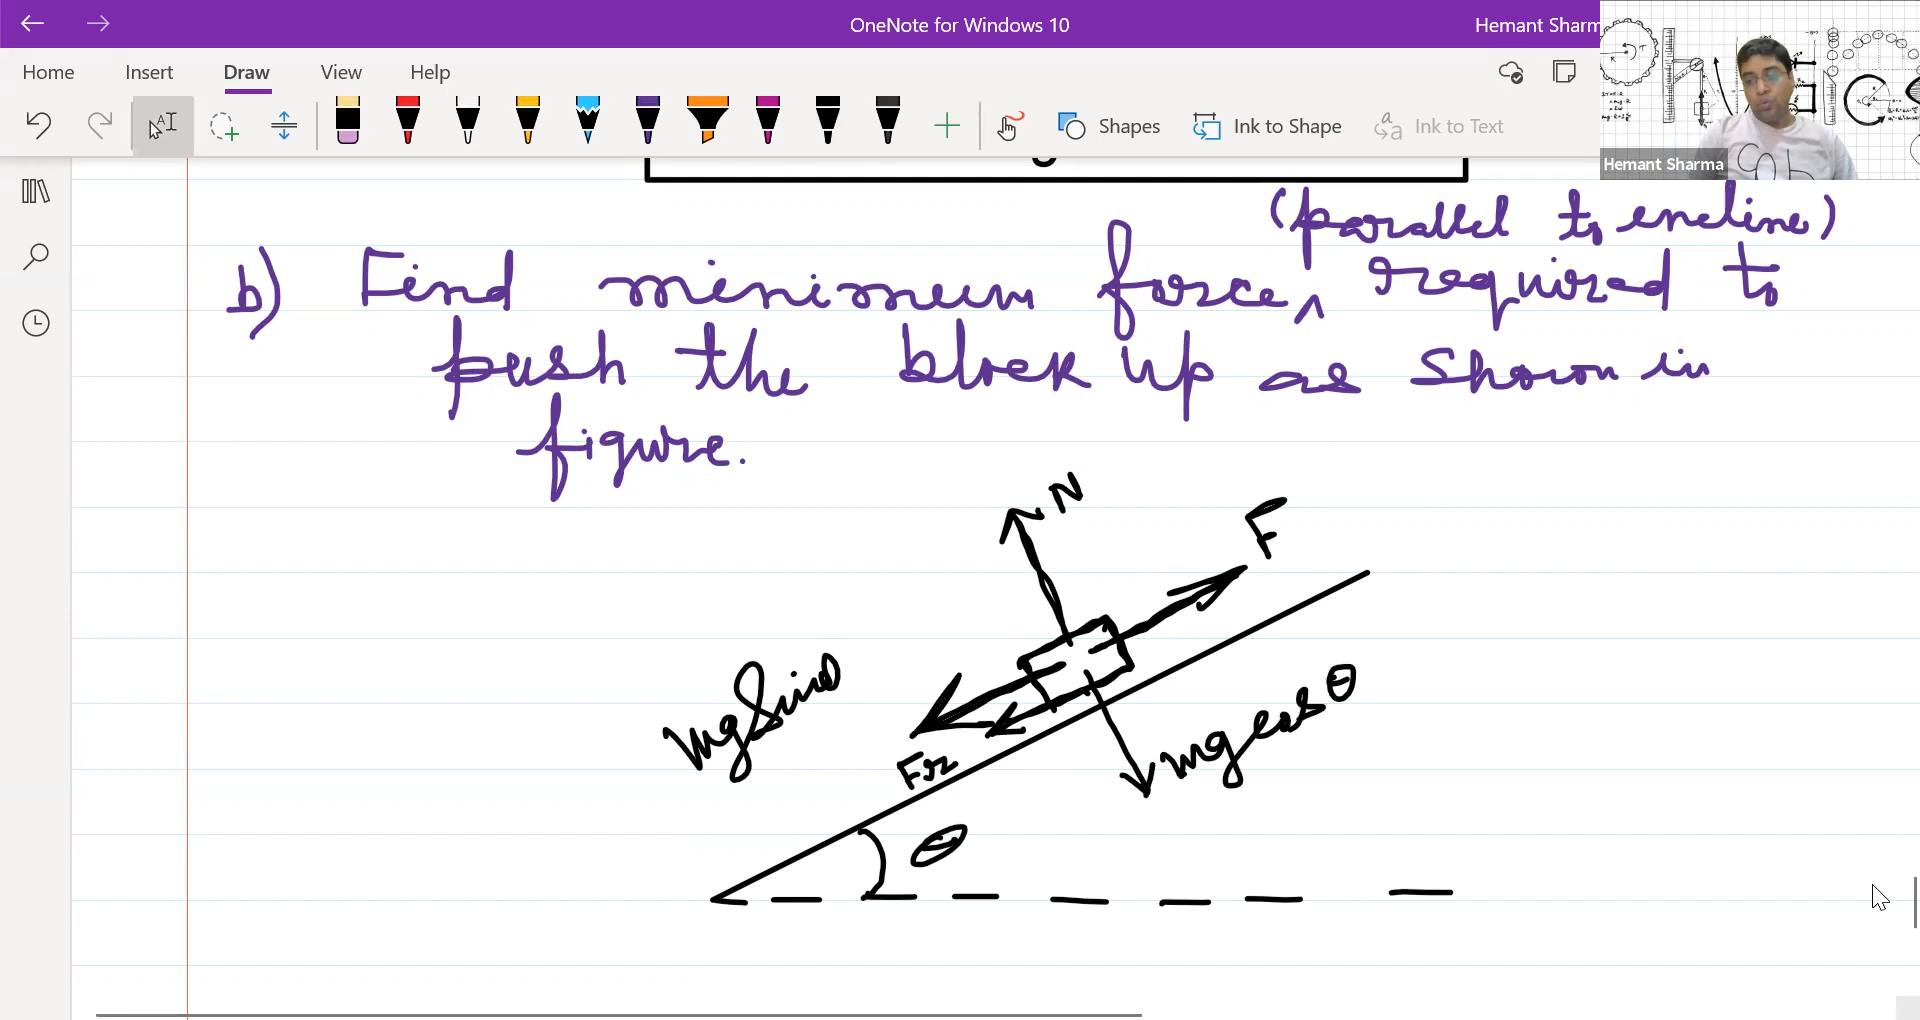 OneNote for Windows 10
Hemant Sharm
Home Insert Draw View Help
Shapes Ink to Shape Ink to Text
Hemant Sharma
(parallel to incline)
b) Find minimum force ^ required to
push the block up as shown in
figure.
N
F
mg Sinθ
mg cosθ
Fr
θ